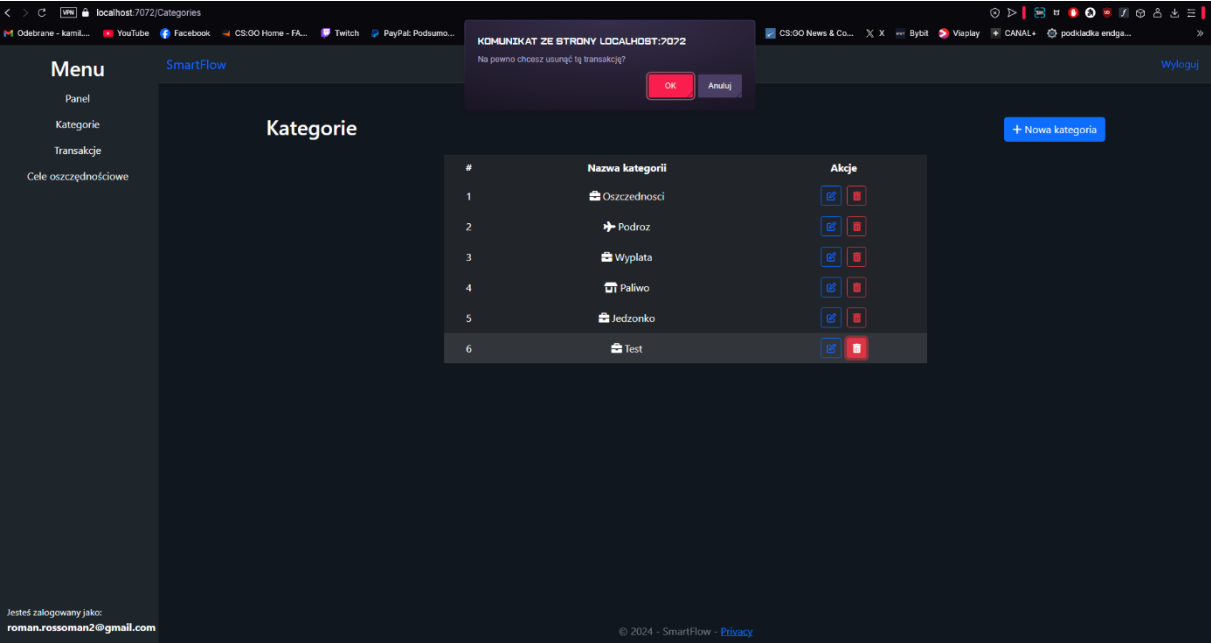 VPN localhost:7072/Categories
Odebrane - kamil.... YouTube Facebook CS:GO Home - FA... Twitch PayPal: Podsumo... CS:GO News & Co... X Bybit Viaplay CANAL+ podkladka endga...
KOMUNIKAT ZE STRONY LOCALHOST:7072
Na pewno chcesz usunąć tę transakcję?
OK Anuluj
Menu
SmartFlow
Wyloguj
Panel
Kategorie
Transakcje
Cele oszczędnościowe
Kategorie
+ Nowa kategoria
# Nazwa kategorii Akcje
1 Oszczednosci
2 Podroz
3 Wyplata
4 Paliwo
5 Jedzonko
6 Test
Jesteś zalogowany jako:
roman.rossoman2@gmail.com
© 2024 - SmartFlow - Privacy